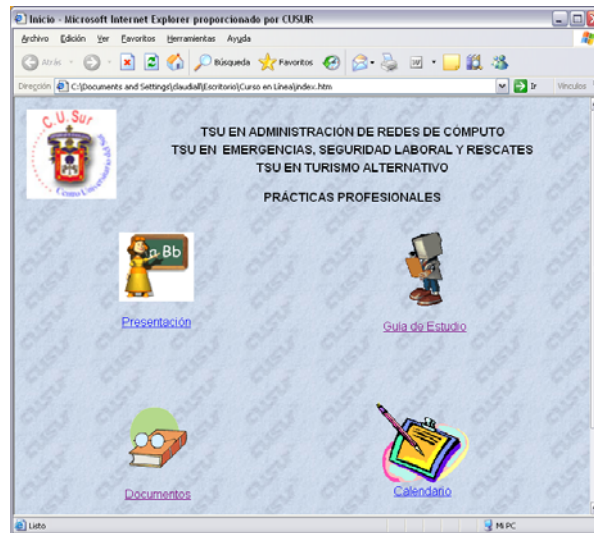 Inicio - Microsoft Internet Explorer proporcionado por CUSUR
Archivo Edición Ver Favoritos Herramientas Ayuda
Atrás Búsqueda Favoritos
Dirección C:\Documents and Settings\claudiall\Escritorio\Curso en Linea\index.htm Ir Vínculos
C.U. Sur
TSU EN ADMINISTRACIÓN DE REDES DE CÓMPUTO
TSU EN EMERGENCIAS, SEGURIDAD LABORAL Y RESCATES
TSU EN TURISMO ALTERNATIVO
PRÁCTICAS PROFESIONALES
Bb
Presentación
Guía de Estudio
Documentos
Calendario
Listo Mi PC